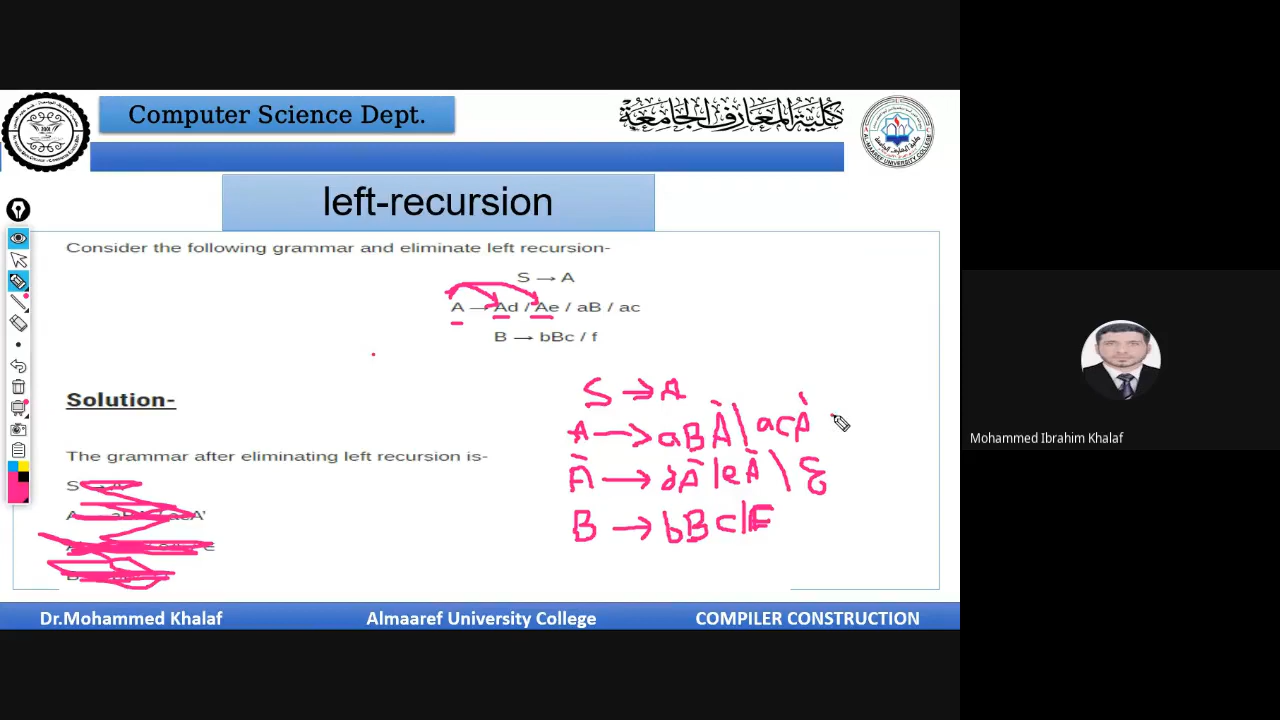 Computer Science Dept.
كلية المعارف الجامعة
left-recursion
Consider the following grammar and eliminate left recursion-
S → A
A → Ad / Ae / aB / ac
B → bBc / f
Solution-
The grammar after eliminating left recursion is-
S → A
A → aBA' / acA'
A' → dA' / eA' / ε
B → bBc | F
S → A
Dr.Mohammed Khalaf
Almaaref University College
COMPILER CONSTRUCTION
Mohammed Ibrahim Khalaf